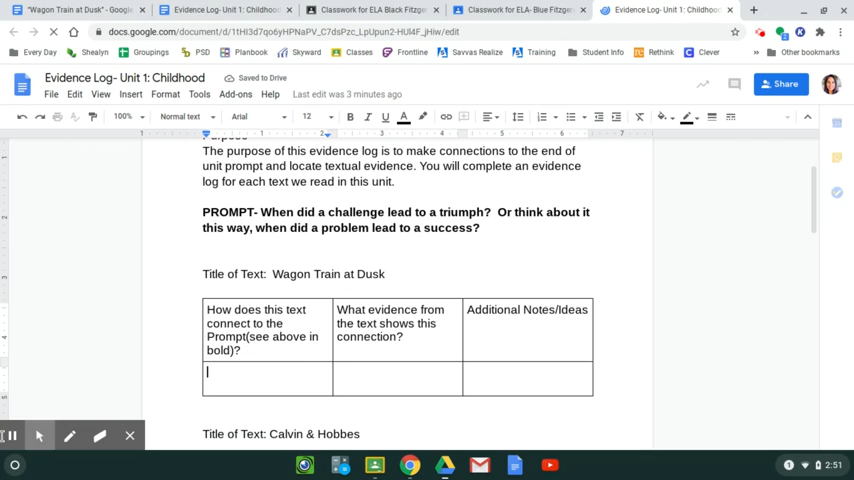 "Wagon Train at Dusk" - Google
Evidence Log- Unit 1: Childhood
Classwork for ELA Black Fitzger
Classwork for ELA- Blue Fitzger
Evidence Log- Unit 1: Childhood
docs.google.com/document/d/
Every Day
Shealyn
Groupings
PSD
Planbook
Skyward
Classes
Frontline
Savvas Realize
Training
Student Info
Rethink
Clever
Other bookmarks
Evidence Log- Unit 1: Childhood
Saved to Drive
File Edit View Insert Format Tools Add-ons Help Last edit was 3 minutes ago
Share
100% Normal text Arial 12
Purpose
The purpose of this evidence log is to make connections to the end of
unit prompt and locate textual evidence. You will complete an evidence
log for each text we read in this unit.
PROMPT- When did a challenge lead to a triumph? Or think about it
this way, when did a problem lead to a success?
Title of Text: Wagon Train at Dusk
How does this text
connect to the
Prompt(see above in
bold)?
What evidence from
the text shows this
connection?
Additional Notes/Ideas
Title of Text: Calvin & Hobbes
1 2:51